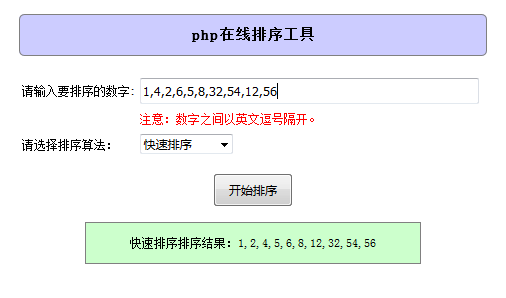 php在线排序工具
请输入要排序的数字: 1,4,2,6,5,8,32,54,12,56
注意：数字之间以英文逗号隔开。
请选择排序算法： 快速排序
开始排序
快速排序排序结果：1,2,4,5,6,8,12,32,54,56